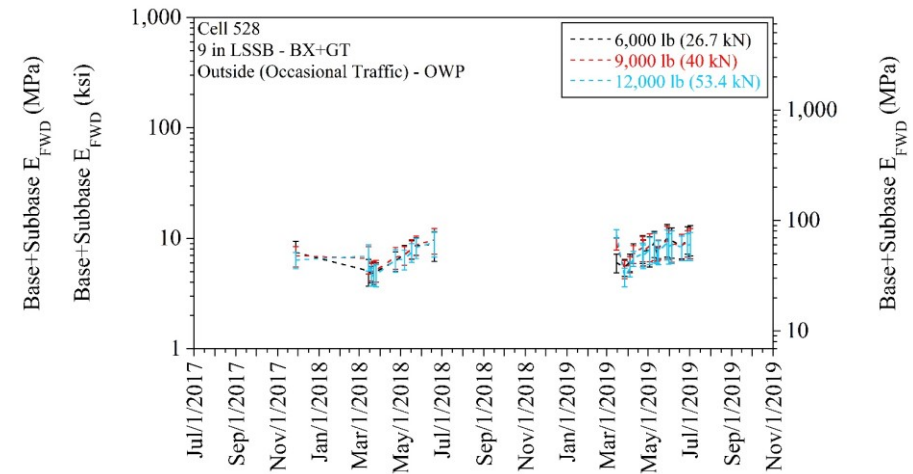 Cell 528
9 in LSSB - BX+GT
Outside (Occasional Traffic) - OWP
6,000 lb (26.7 kN)
9,000 lb (40 kN)
12,000 lb (53.4 kN)
Base+Subbase E_FWD (MPa)
Base+Subbase E_FWD (ksi)
1,000
100
10
1
1,000
100
10
Base+Subbase E_FWD (MPa)
Jul/1/2017
Sep/1/2017
Nov/1/2017
Jan/1/2018
Mar/1/2018
May/1/2018
Jul/1/2018
Sep/1/2018
Nov/1/2018
Jan/1/2019
Mar/1/2019
May/1/2019
Jul/1/2019
Sep/1/2019
Nov/1/2019